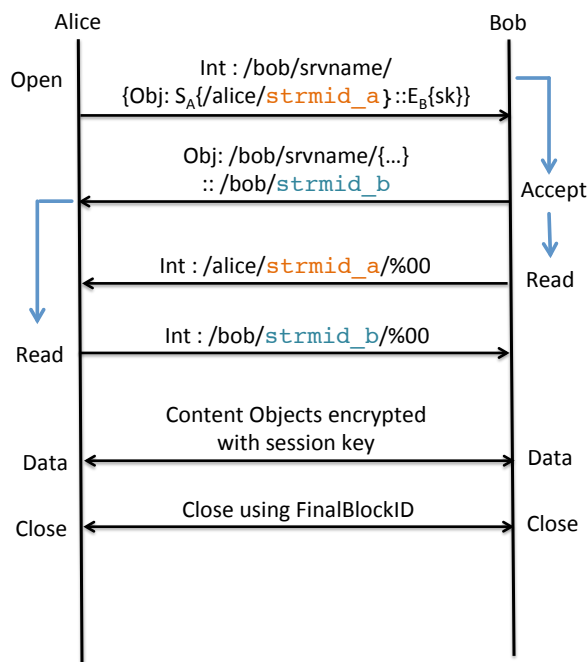 Alice
Bob
Open
Int : /bob/srvname/
{Obj: S_A{/alice/strmid_a}::E_B{sk}}
Obj: /bob/srvname/{…}
:: /bob/strmid_b
Accept
Int : /alice/strmid_a/%00
Read
Int : /bob/strmid_b/%00
Read
Content Objects encrypted
with session key
Data
Data
Close using FinalBlockID
Close
Close